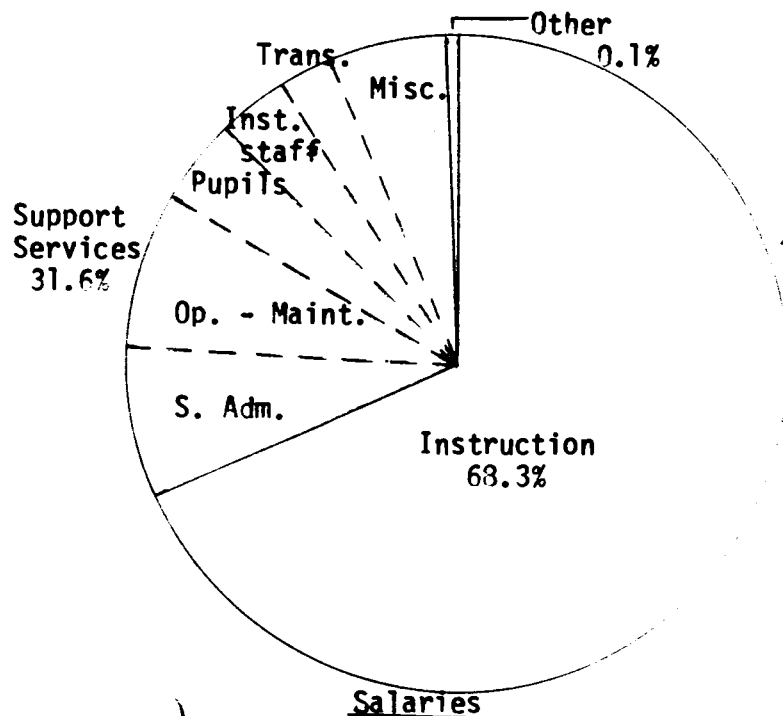 Other
0.1%
Trans.
Misc.
Inst.
staff
Pupils
Support
Services
31.6%
Op. - Maint.
S. Adm.
Instruction
68.3%
Salaries